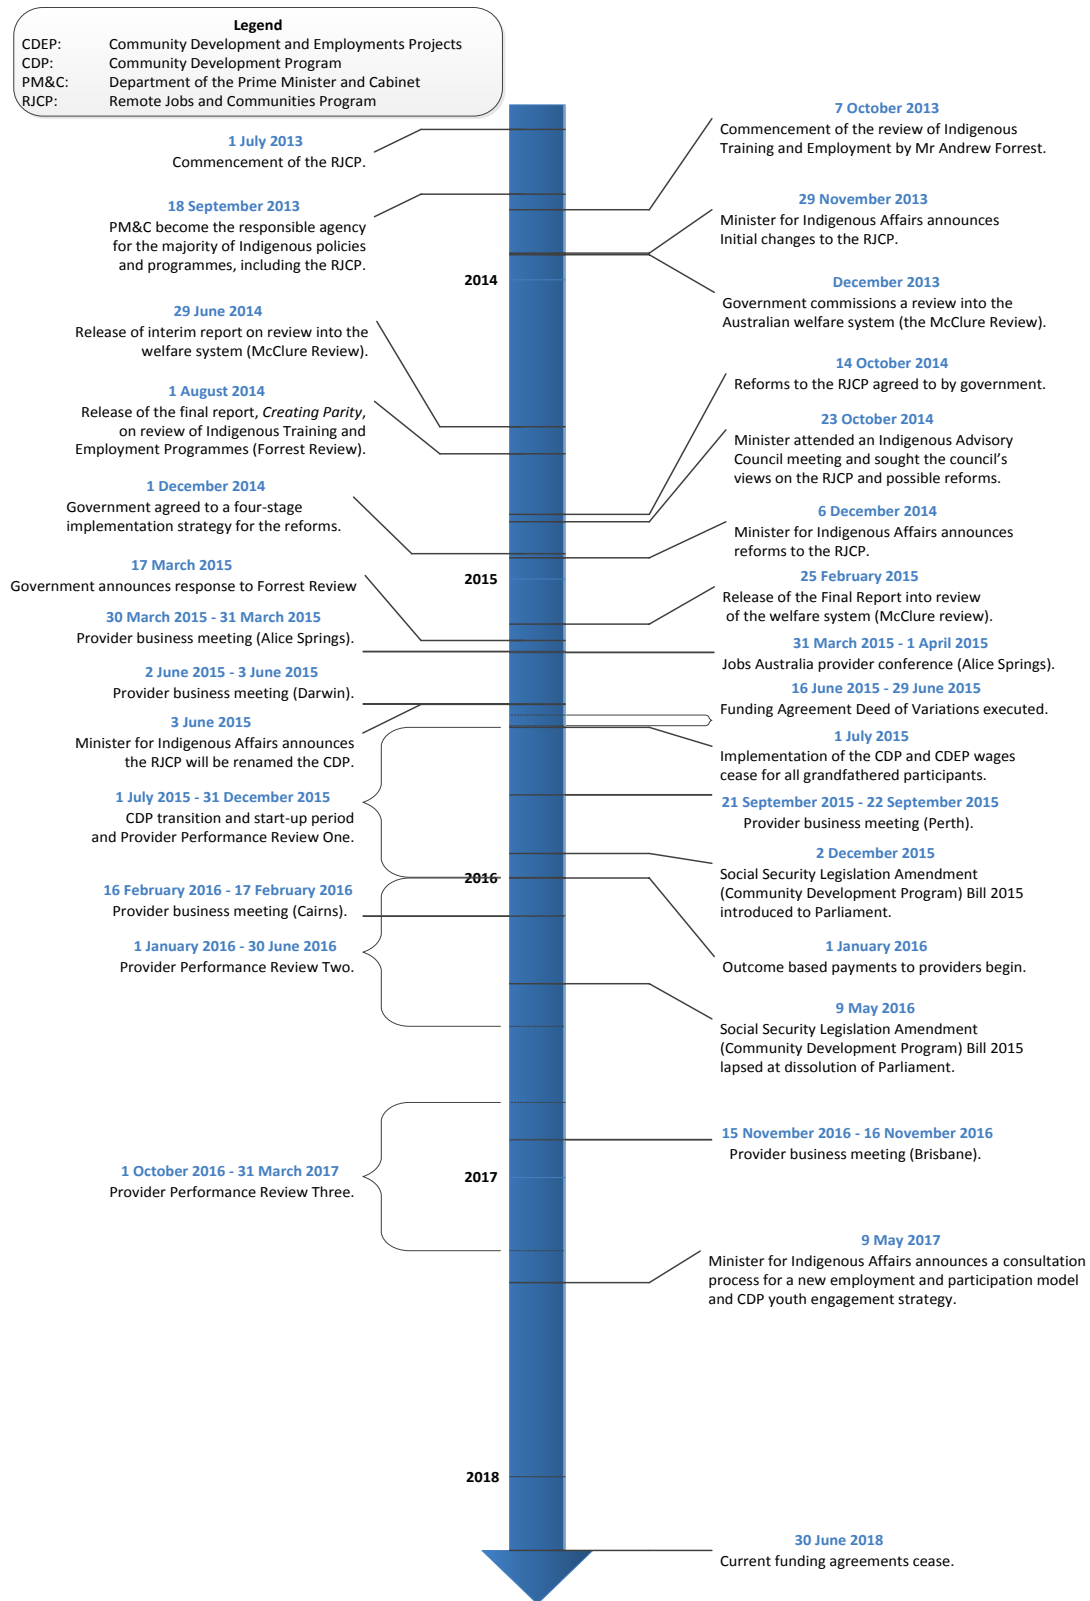 Legend
CDEP: Community Development and Employments Projects
CDP: Community Development Program
PM&C: Department of the Prime Minister and Cabinet
RJCP: Remote Jobs and Communities Program
1 July 2013
Commencement of the RJCP.
7 October 2013
Commencement of the review of Indigenous
Training and Employment by Mr Andrew Forrest.
18 September 2013
PM&C become the responsible agency
for the majority of Indigenous policies
and programmes, including the RJCP.
29 November 2013
Minister for Indigenous Affairs announces
Initial changes to the RJCP.
2014
December 2013
Government commissions a review into the
Australian welfare system (the McClure Review).
29 June 2014
Release of interim report on review into the
welfare system (McClure Review).
14 October 2014
Reforms to the RJCP agreed to by government.
1 August 2014
Release of the final report, Creating Parity,
on review of Indigenous Training and
Employment Programmes (Forrest Review).
23 October 2014
Minister attended an Indigenous Advisory
Council meeting and sought the council's
views on the RJCP and possible reforms.
1 December 2014
Government agreed to a four-stage
implementation strategy for the reforms.
6 December 2014
Minister for Indigenous Affairs announces
reforms to the RJCP.
17 March 2015
Government announces response to Forrest Review
2015
25 February 2015
Release of the Final Report into review
of the welfare system (McClure review).
30 March 2015 - 31 March 2015
Provider business meeting (Alice Springs).
31 March 2015 - 1 April 2015
Jobs Australia provider conference (Alice Springs).
2 June 2015 - 3 June 2015
Provider business meeting (Darwin).
16 June 2015 - 29 June 2015
Funding Agreement Deed of Variations executed.
3 June 2015
Minister for Indigenous Affairs announces
the RJCP will be renamed the CDP.
1 July 2015
Implementation of the CDP and CDEP wages
cease for all grandfathered participants.
1 July 2015 - 31 December 2015
CDP transition and start-up period
and Provider Performance Review One.
21 September 2015 - 22 September 2015
Provider business meeting (Perth).
2 December 2015
Social Security Legislation Amendment
(Community Development Program) Bill 2015
introduced to Parliament.
2016
16 February 2016 - 17 February 2016
Provider business meeting (Cairns).
1 January 2016 - 30 June 2016
Provider Performance Review Two.
1 January 2016
Outcome based payments to providers begin.
9 May 2016
Social Security Legislation Amendment
(Community Development Program) Bill 2015
lapsed at dissolution of Parliament.
15 November 2016 - 16 November 2016
Provider business meeting (Brisbane).
1 October 2016 - 31 March 2017
Provider Performance Review Three.
2017
9 May 2017
Minister for Indigenous Affairs announces a consultation
process for a new employment and participation model
and CDP youth engagement strategy.
2018
30 June 2018
Current funding agreements cease.